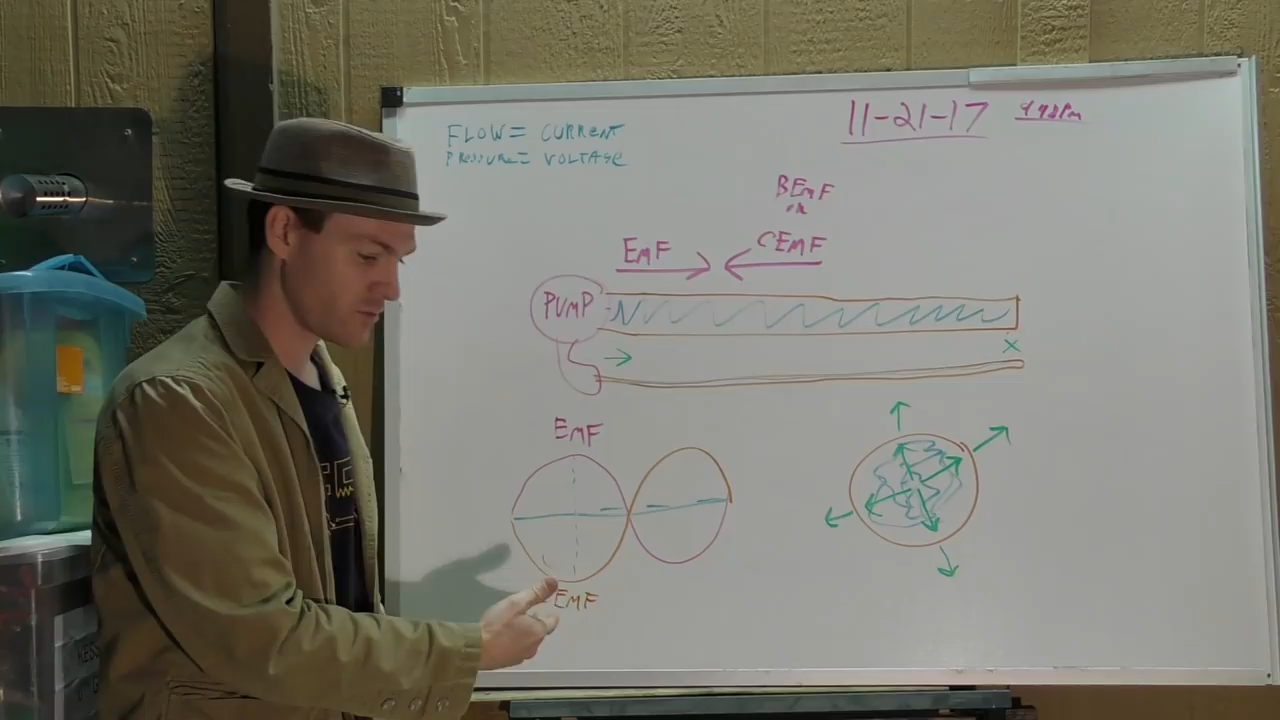 FLOW = CURRENT
PRESSURE = VOLTAGE
11-21-17
BEMF
OR
EMF
CEMF
PUMP
X
EMF
EMF